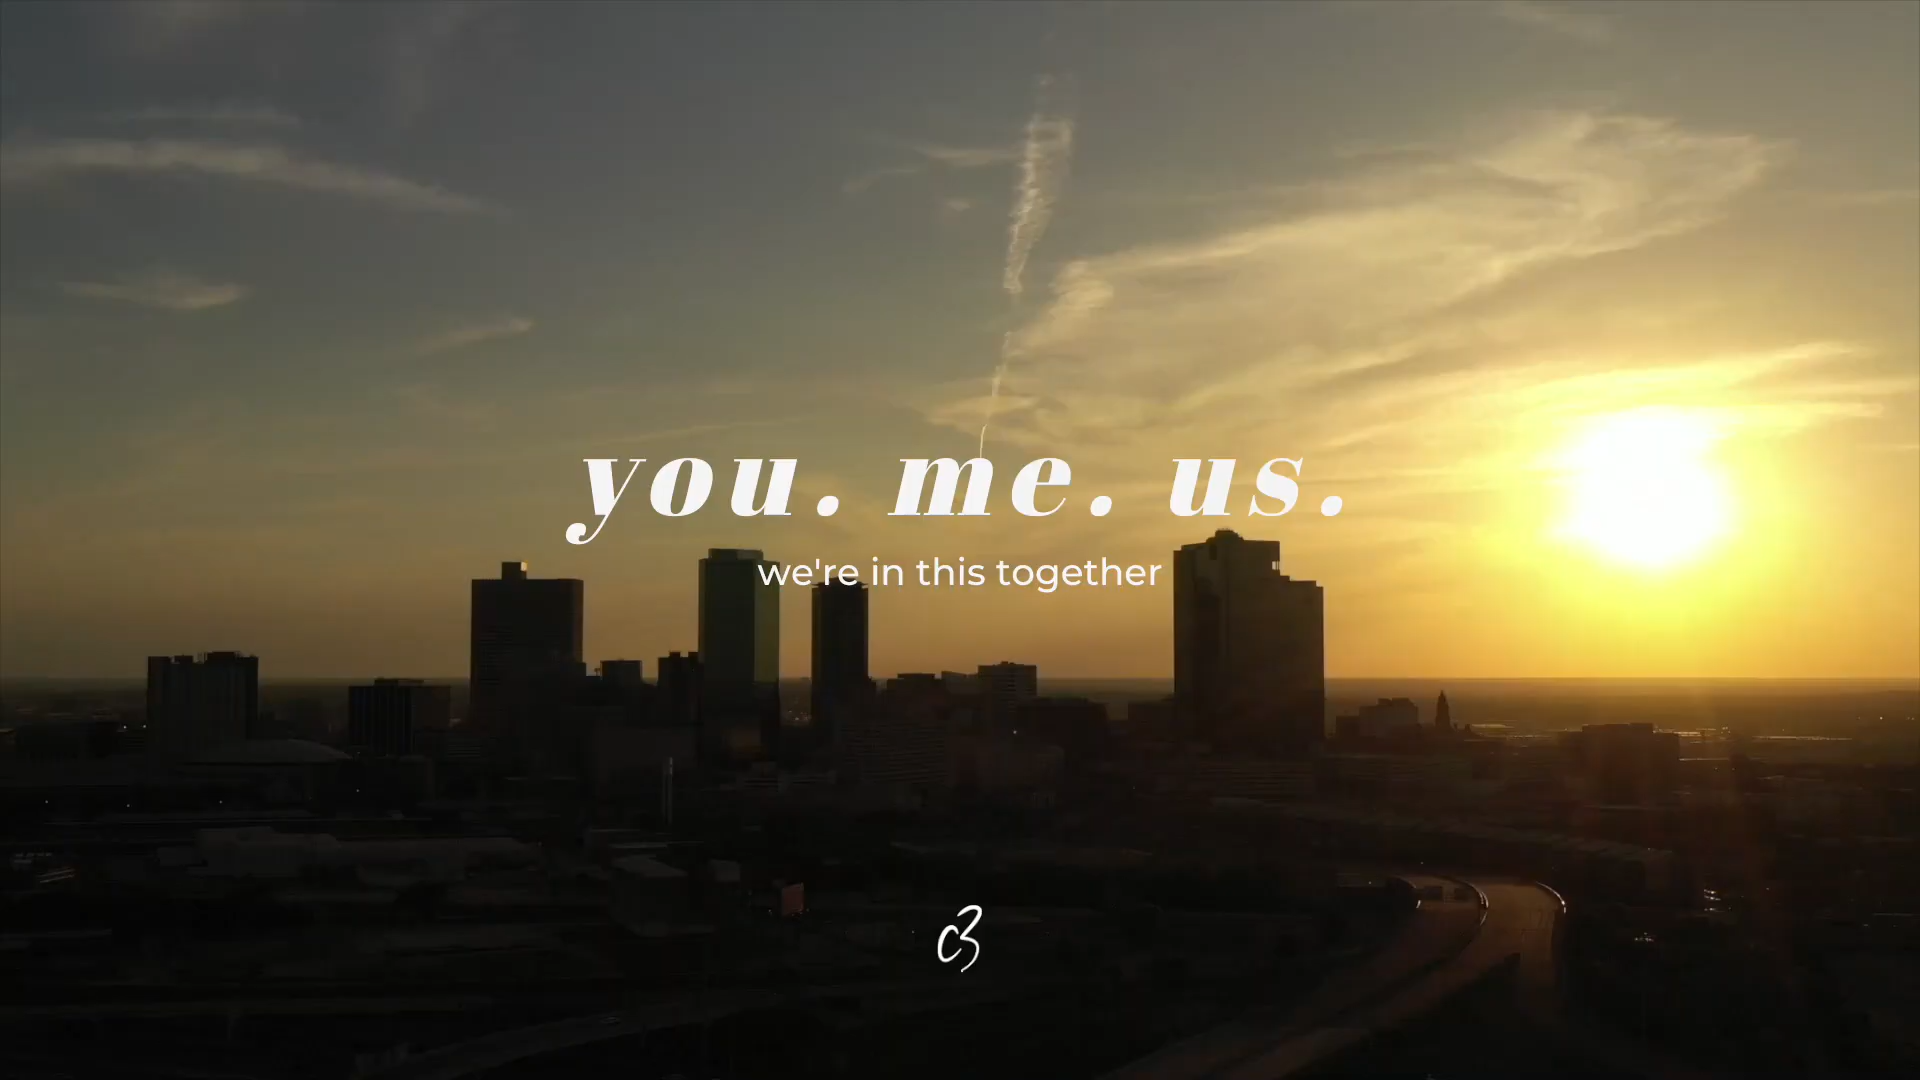 you. me. us.
we're in this together
c3